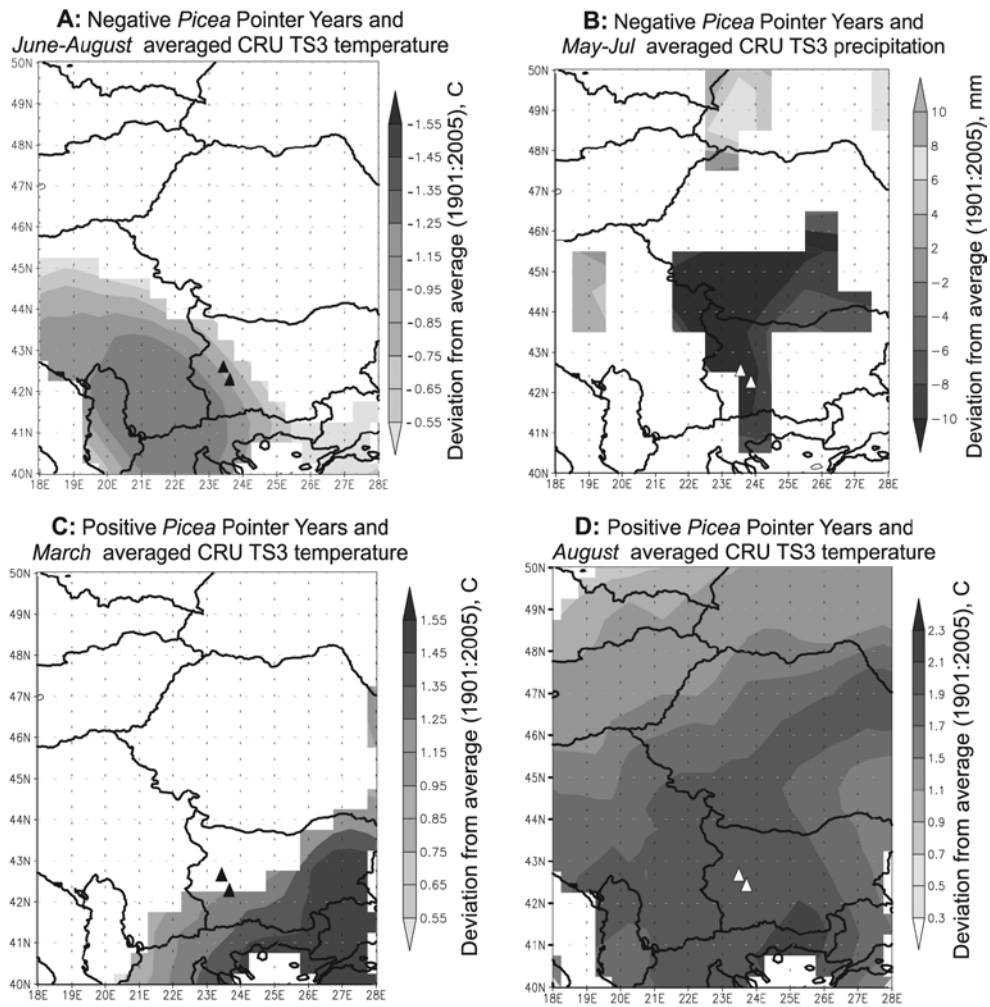 A: Negative Picea Pointer Years and
June-August averaged CRU TS3 temperature
50N
49N
48N
47N
46N
45N
44N
43N
42N
41N
40N
18E 19E 20E 21E 22E 23E 24E 25E 26E 27E 28E
-1.55
-1.45
-1.35
-1.25
-1.15
-0.95
-0.85
-0.75
-0.65
-0.55
Deviation from average (1901:2005), C
B: Negative Picea Pointer Years and
May-Jul averaged CRU TS3 precipitation
50N
49N
48N
47N
46N
45N
44N
43N
42N
41N
40N
18E 19E 20E 21E 22E 23E 24E 25E 26E 27E 28E
10
8
6
4
2
-2
-4
-6
-8
-10
Deviation from average (1901:2005), mm
C: Positive Picea Pointer Years and
March averaged CRU TS3 temperature
50N
49N
48N
47N
46N
45N
44N
43N
42N
41N
40N
18E 19E 20E 21E 22E 23E 24E 25E 26E 27E 28E
1.55
1.45
1.35
1.25
1.15
0.95
0.85
0.75
0.65
0.55
Deviation from average (1901:2005), C
D: Positive Picea Pointer Years and
August averaged CRU TS3 temperature
50N
49N
48N
47N
46N
45N
44N
43N
42N
41N
40N
18E 19E 20E 21E 22E 23E 24E 25E 26E 27E 28E
2.3
2.1
1.9
1.7
1.5
1.3
1.1
0.9
0.7
0.5
0.3
Deviation from average (1901:2005), C